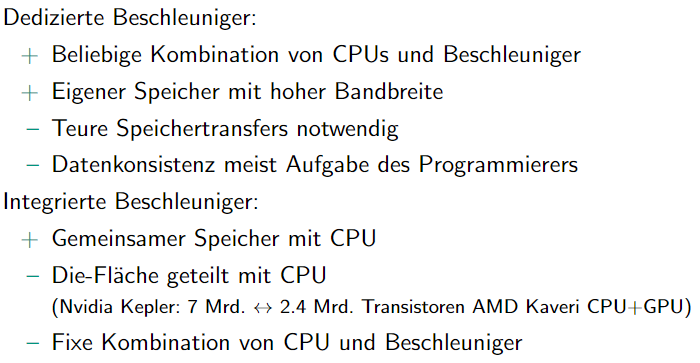 Dedizierte Beschleuniger:
+ Beliebige Kombination von CPUs und Beschleuniger
+ Eigener Speicher mit hoher Bandbreite
– Teure Speichertransfers notwendig
– Datenkonsistenz meist Aufgabe des Programmierers
Integrierte Beschleuniger:
+ Gemeinsamer Speicher mit CPU
– Die-Fläche geteilt mit CPU
(Nvidia Kepler: 7 Mrd. ↔ 2.4 Mrd. Transistoren AMD Kaveri CPU+GPU)
– Fixe Kombination von CPU und Beschleuniger